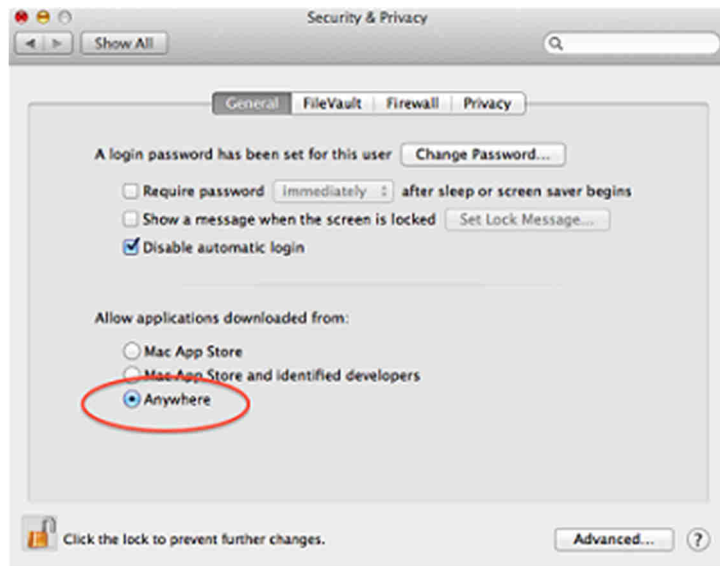 Security & Privacy
Show All
General FileVault Firewall Privacy
A login password has been set for this user Change Password...
Require password immediately after sleep or screen saver begins
Show a message when the screen is locked Set Lock Message...
Disable automatic login
Allow applications downloaded from:
Mac App Store
Mac App Store and identified developers
Anywhere
Click the lock to prevent further changes.
Advanced... ?